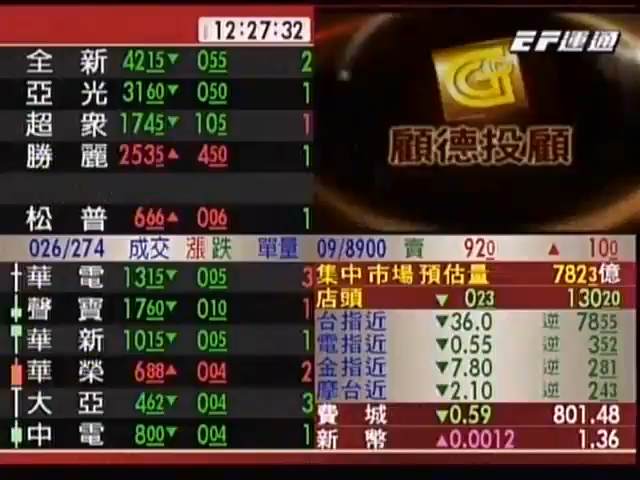 12:27:32
EF運通
全新 4215▼ 055 2
亞光 3160▼ 050 1
超衆 1745▼ 105 1
勝麗 2535▲ 450 1
顧德投顧
松普 666▲ 006 1
026/274 成交 漲跌 單量
09/8900 賣 920 ▲ 100
華電 1315▼ 005 3
聲寶 1760▼ 010 1
華新 1015▼ 005 1
華榮 688▲ 004 2
大亞 462▼ 004 3
中電 800▼ 004 1
集中市場預估量 7823億
店頭 ▼ 023 13020
台指近 ▼36.0 逆 7855
電指近 ▼0.55 逆 352
金指近 ▼7.80 逆 281
摩台近 ▼2.10 逆 243
費城 ▼0.59 801.48
新幣 ▲0.0012 1.36